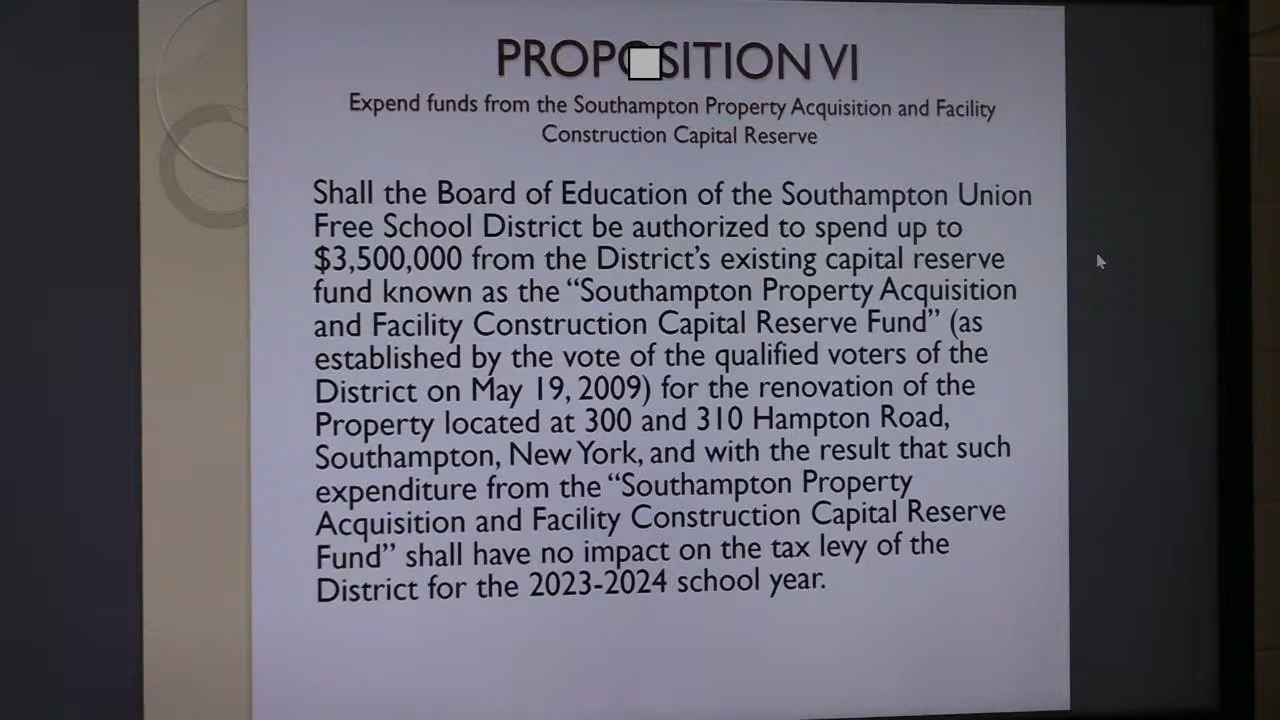 PROPOSITION VI
Expend funds from the Southampton Property Acquisition and Facility
Construction Capital Reserve
Shall the Board of Education of the Southampton Union
Free School District be authorized to spend up to
$3,500,000 from the District’s existing capital reserve
fund known as the “Southampton Property Acquisition
and Facility Construction Capital Reserve Fund” (as
established by the vote of the qualified voters of the
District on May 19, 2009) for the renovation of the
Property located at 300 and 310 Hampton Road,
Southampton, New York, and with the result that such
expenditure from the “Southampton Property
Acquisition and Facility Construction Capital Reserve
Fund” shall have no impact on the tax levy of the
District for the 2023-2024 school year.